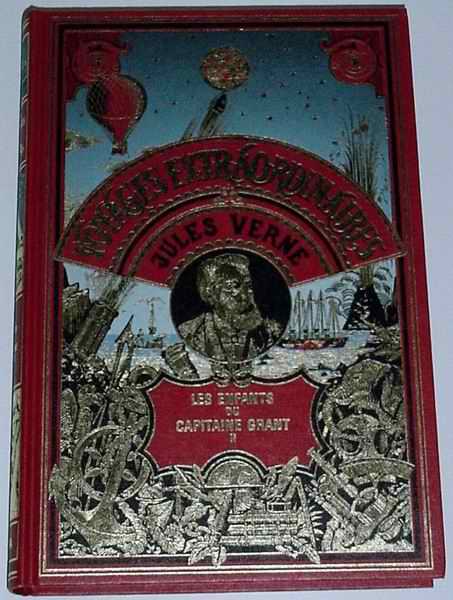 VOYAGES EXTRAORDINAIRES
JULES VERNE
LES ENFANTS
DU
CAPITAINE GRANT
II